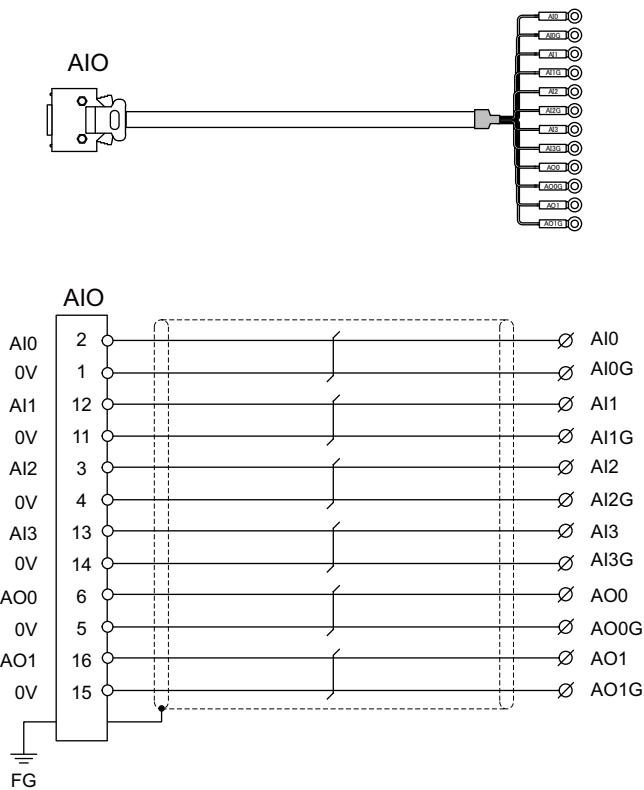 AIO
AI0
AI0G
AI1
AI1G
AI2
AI2G
AI3
AI3G
AO0
AO0G
AO1
AO1G
AIO
AI0 2 AI0
0V 1 AI0G
AI1 12 AI1
0V 11 AI1G
AI2 3 AI2
0V 4 AI2G
AI3 13 AI3
0V 14 AI3G
AO0 6 AO0
0V 5 AO0G
AO1 16 AO1
0V 15 AO1G
FG